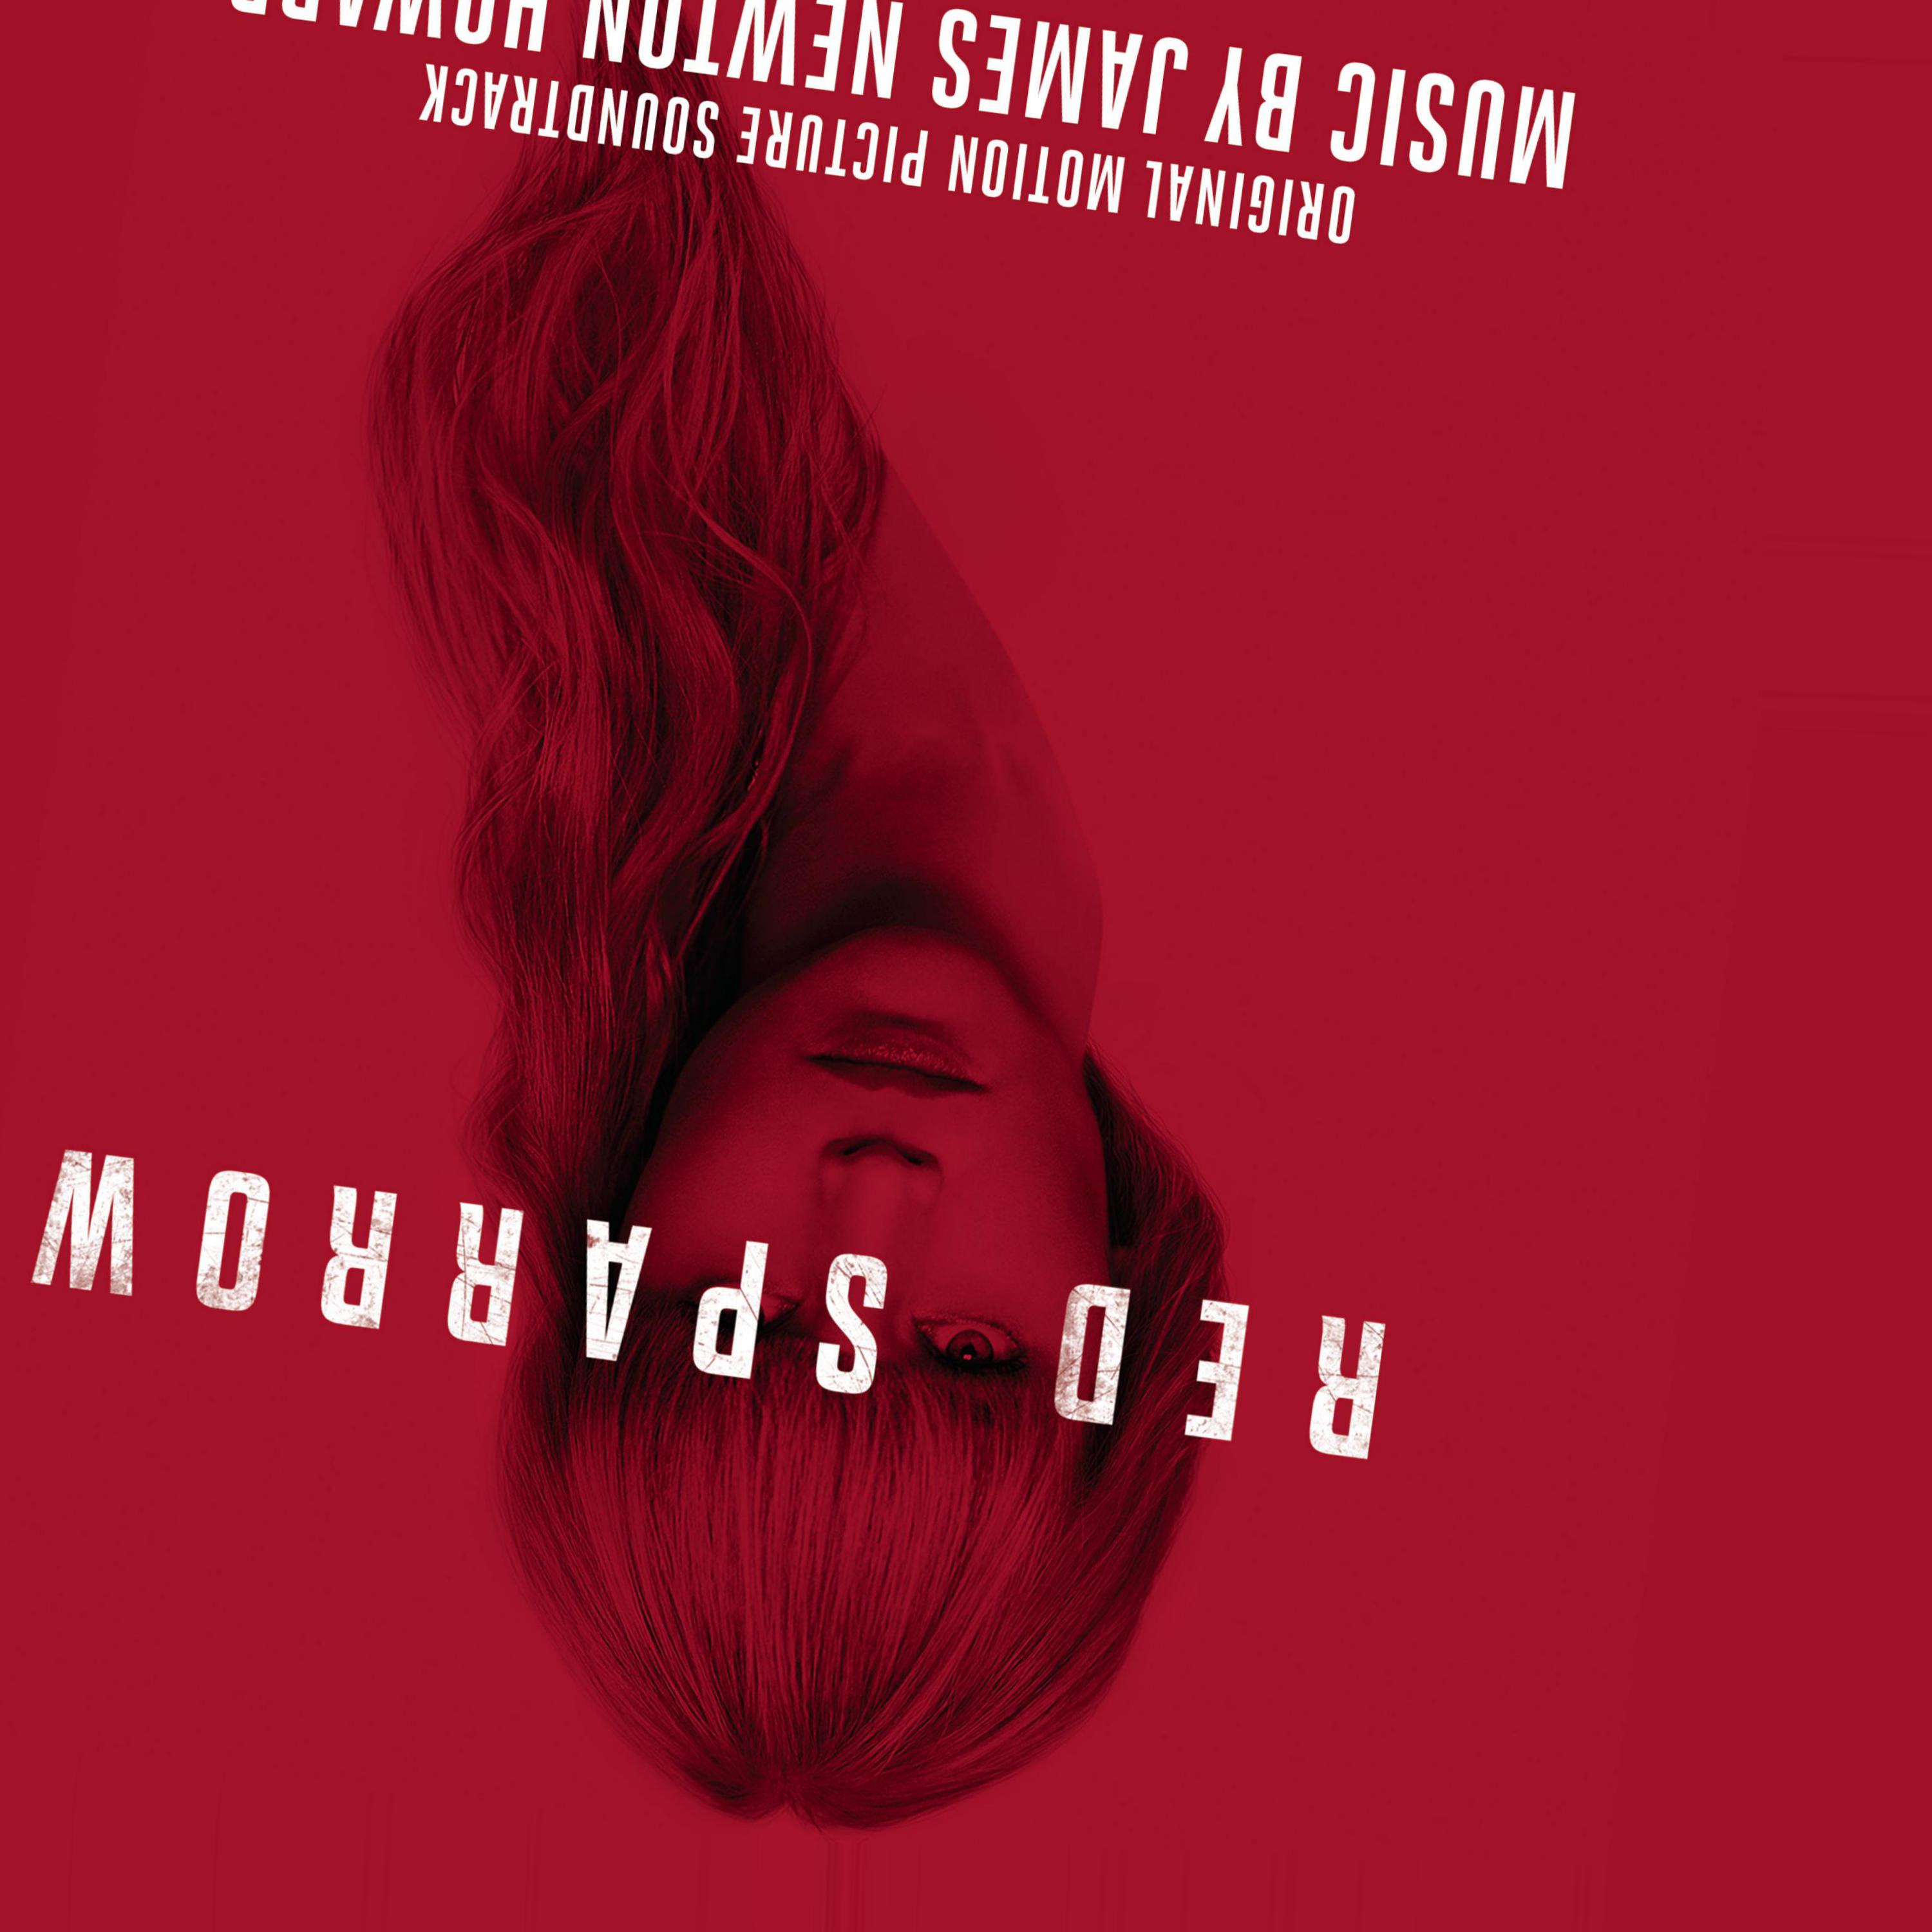 RED SPARROW
ORIGINAL MOTION PICTURE SOUNDTRACK
MUSIC BY JAMES NEWTON HOWARD